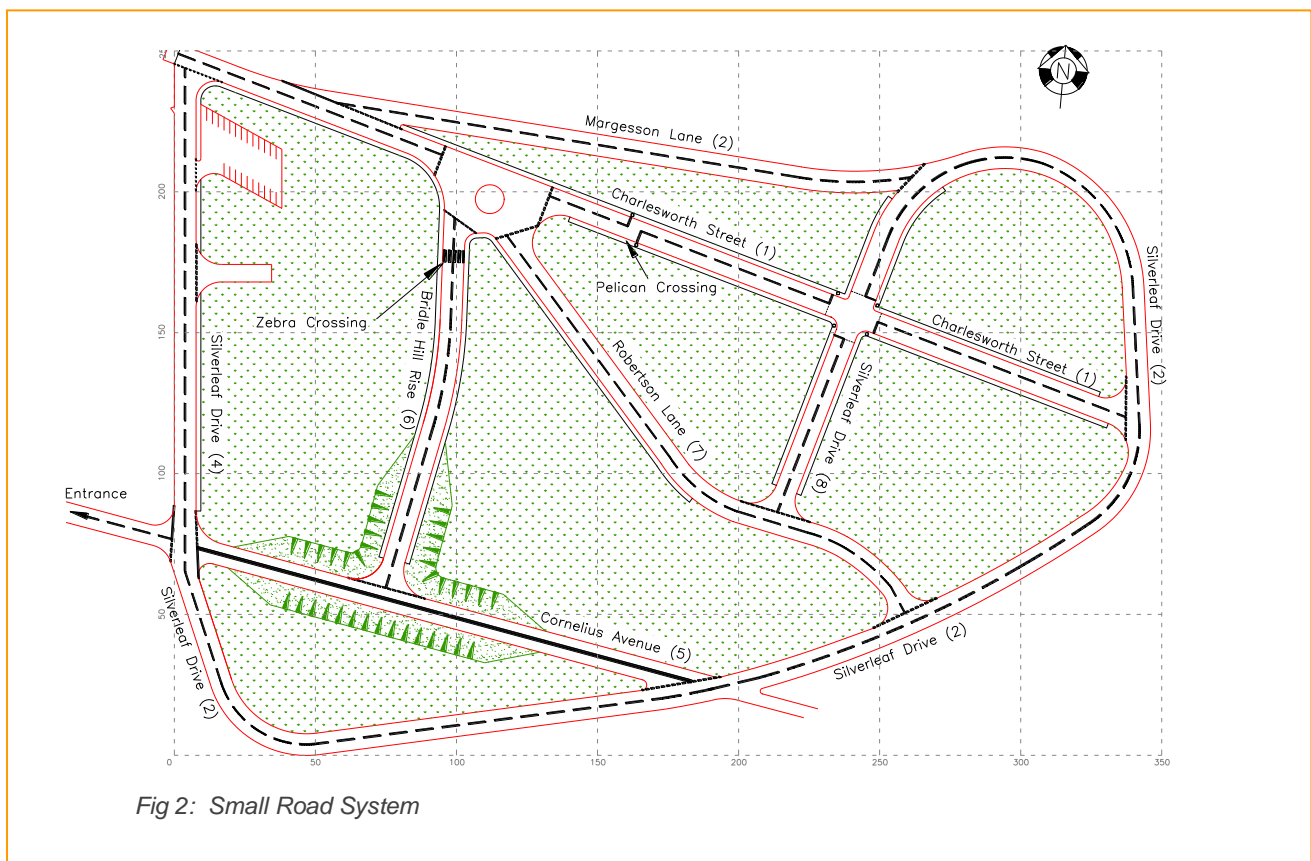 25
N
Margesson Lane (2)
200
Charlesworth Street (1)
Pelican Crossing
Zebra Crossing
Silverleaf Drive (2)
150
Bridle Hill Rise (6)
Charlesworth Street (1)
Silverleaf Drive (4)
Robertson Lane (7)
Silverleaf Drive (8)
100
Entrance
50
Silverleaf Drive (2)
Cornelius Avenue (5)
Silverleaf Drive (2)
0 50 100 150 200 250 300 350
Fig 2: Small Road System